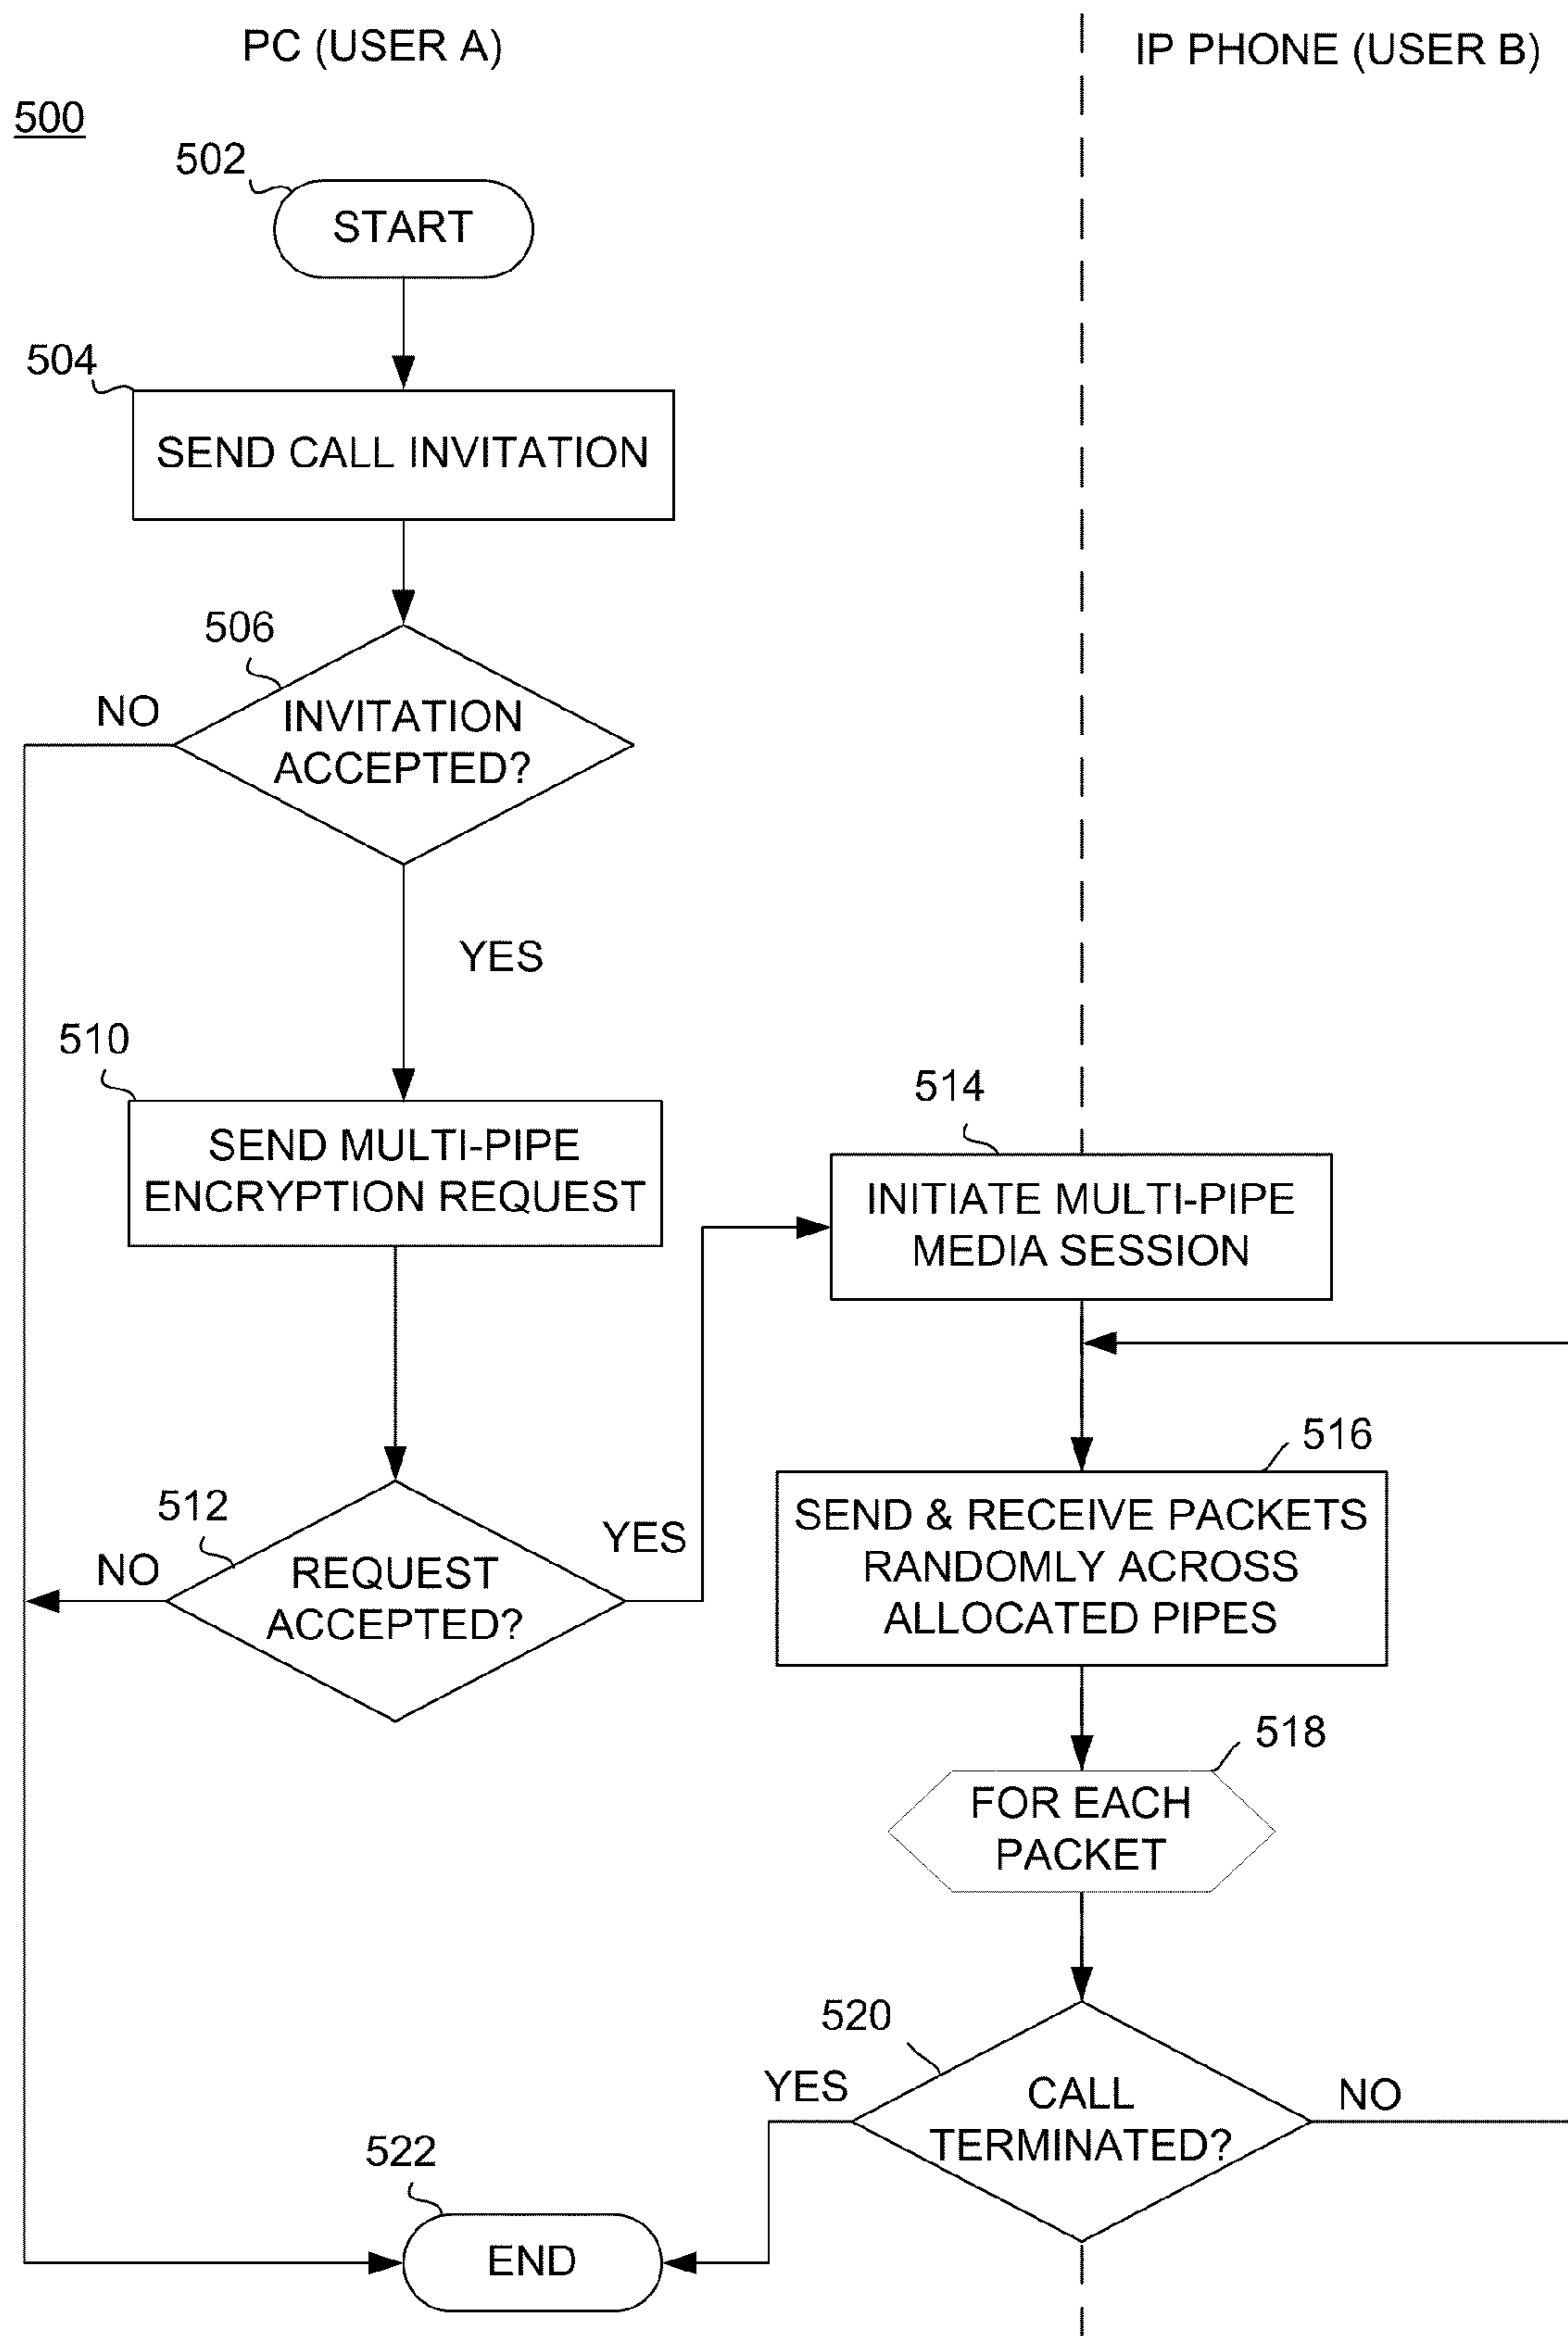 PC (USER A)
IP PHONE (USER B)
500
502
START
504
SEND CALL INVITATION
506
NO
INVITATION
ACCEPTED?
YES
510
SEND MULTI-PIPE
ENCRYPTION REQUEST
512
NO
REQUEST
ACCEPTED?
YES
514
INITIATE MULTI-PIPE
MEDIA SESSION
516
SEND & RECEIVE PACKETS
RANDOMLY ACROSS
ALLOCATED PIPES
518
FOR EACH
PACKET
520
YES
CALL
TERMINATED?
NO
522
END